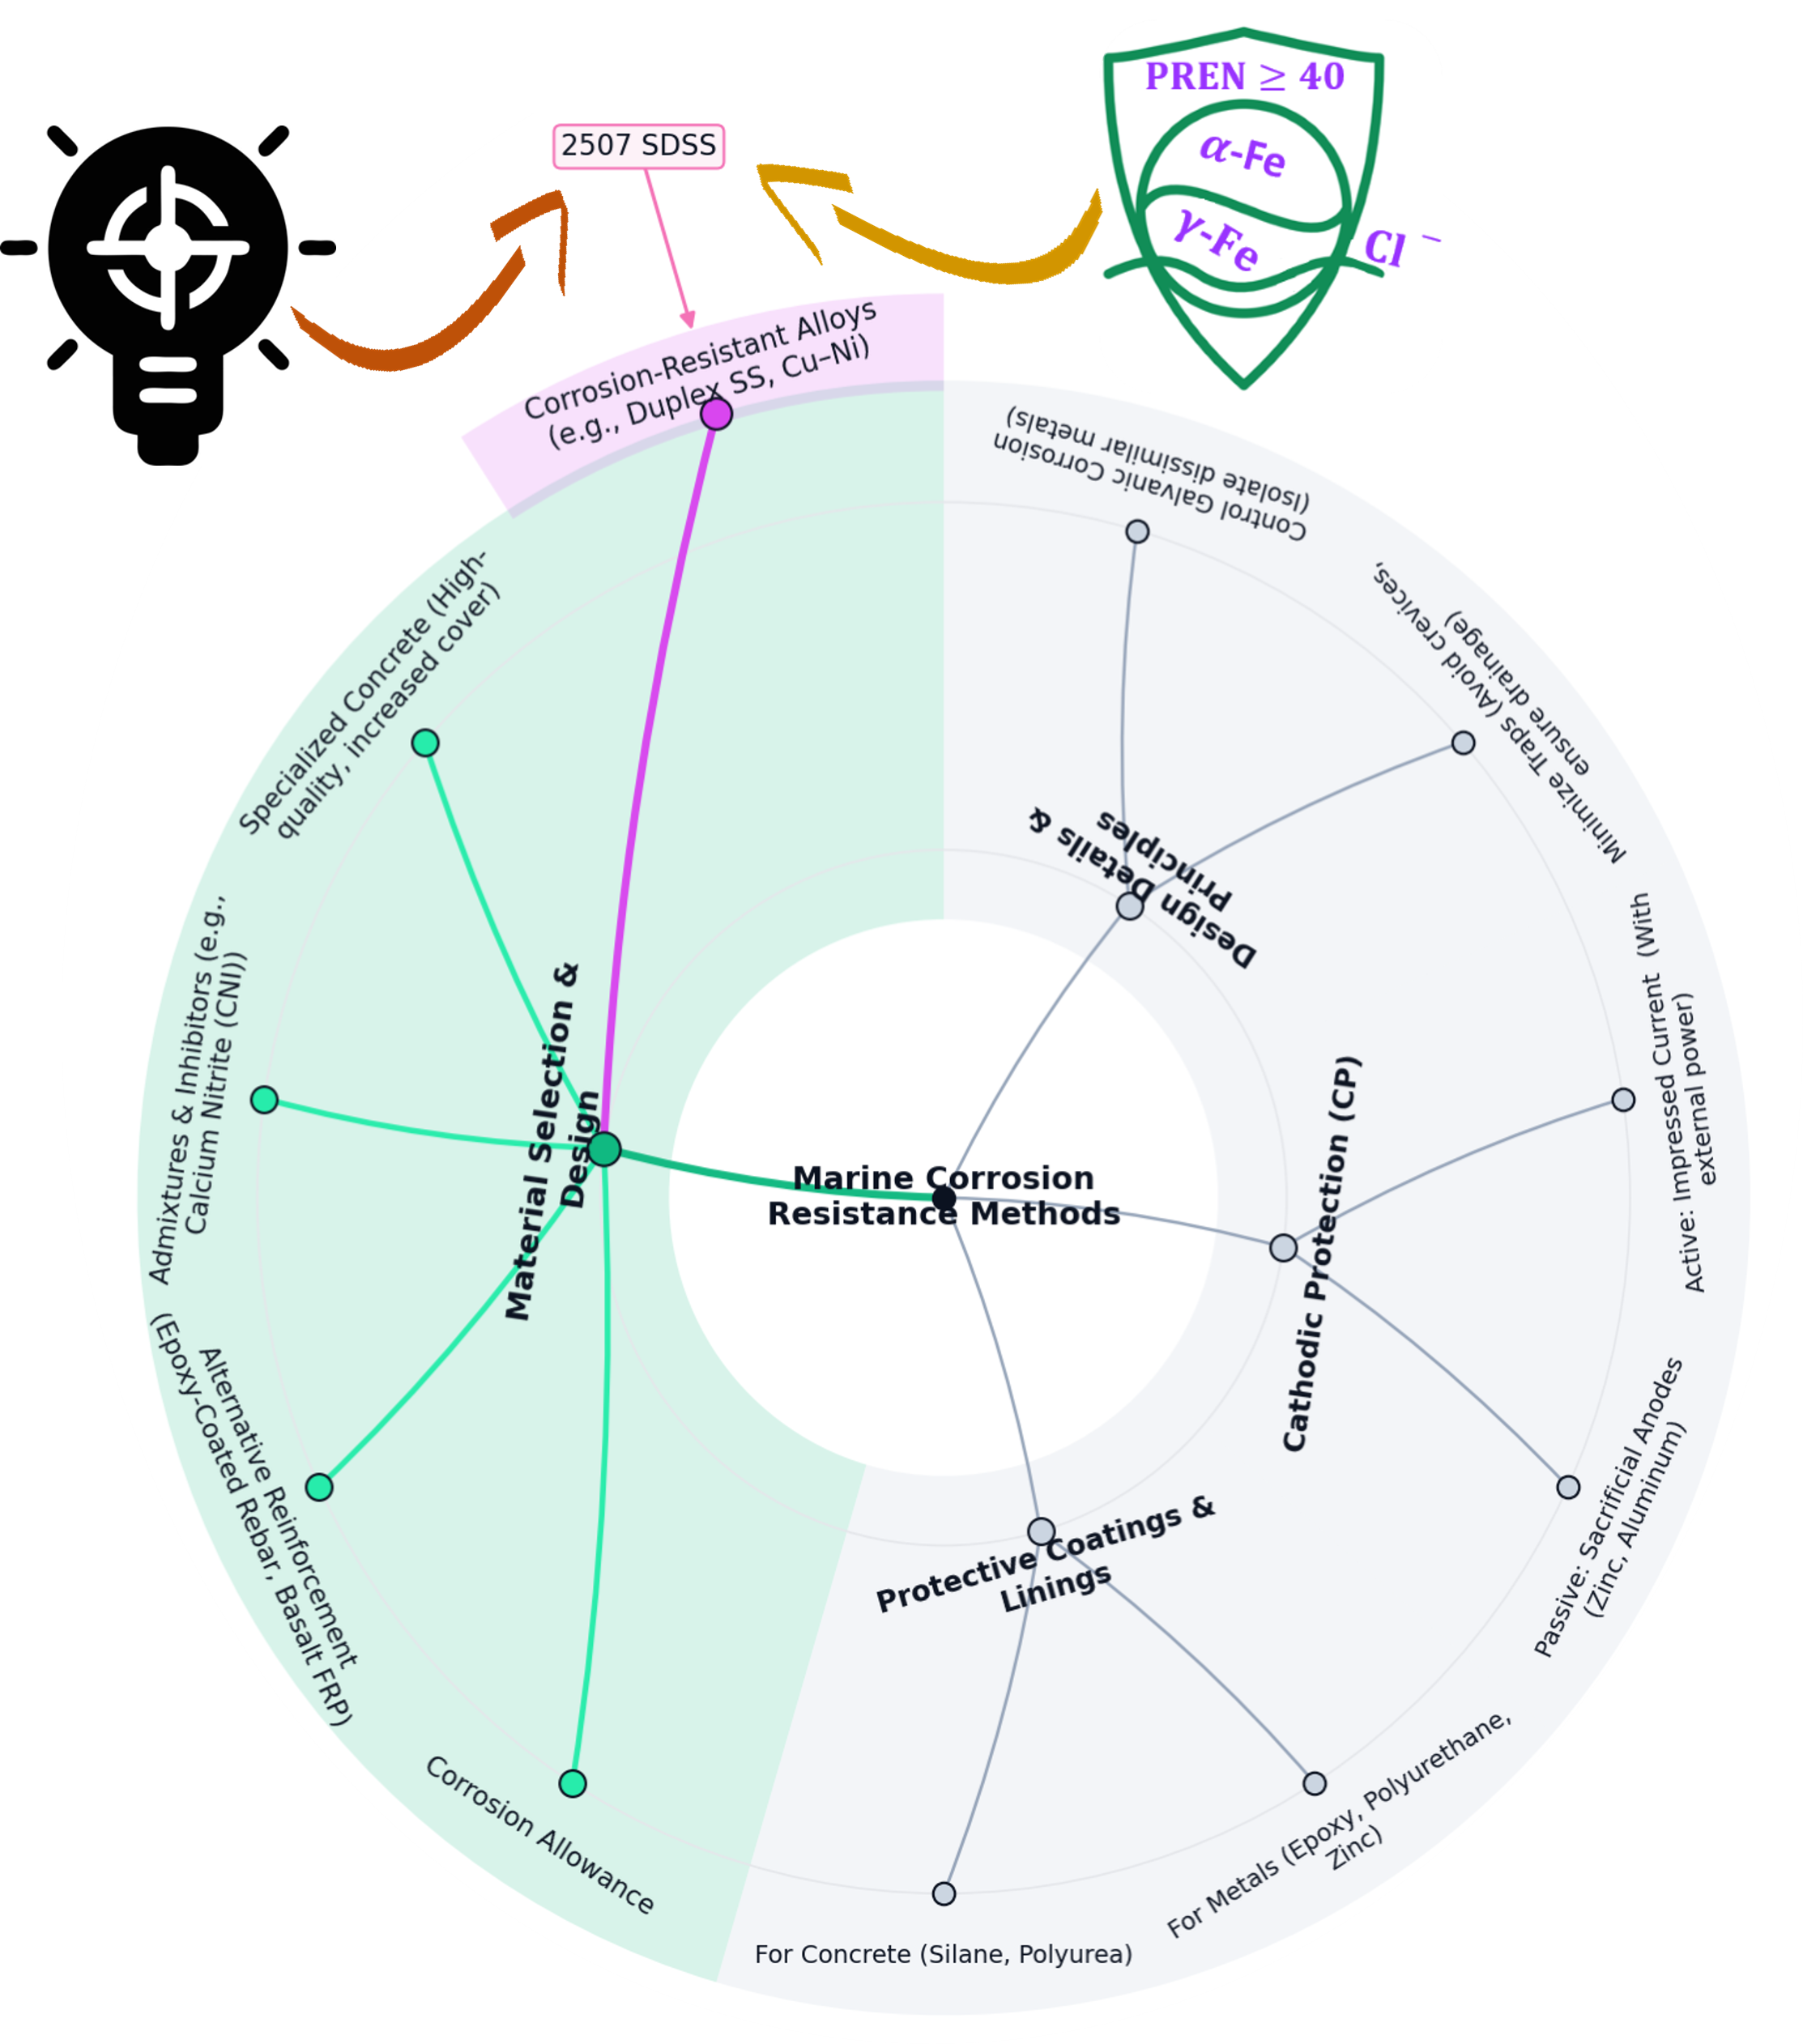 PREN ≥ 40
α-Fe
γ-Fe
Cl⁻
2507 SDSS
Corrosion-Resistant Alloys
(e.g., Duplex SS, Cu–Ni)
Control Galvanic Corrosion
(Isolate dissimilar metals)
Minimize Traps (Avoid crevices,
ensure drainage)
Specialized Concrete (High-
quality, increased cover)
Design Details &
Principles
Admixtures & Inhibitors (e.g.,
Calcium Nitrite (CNI))
Material Selection &
Design
Marine Corrosion
Resistance Methods
Cathodic Protection (CP)
Active: Impressed Current (With
external power)
Alternative Reinforcement
(Epoxy-Coated Rebar, Basalt FRP)
Passive: Sacrificial Anodes
(Zinc, Aluminum)
Protective Coatings &
Linings
Corrosion Allowance
For Metals (Epoxy, Polyurethane,
Zinc)
For Concrete (Silane, Polyurea)